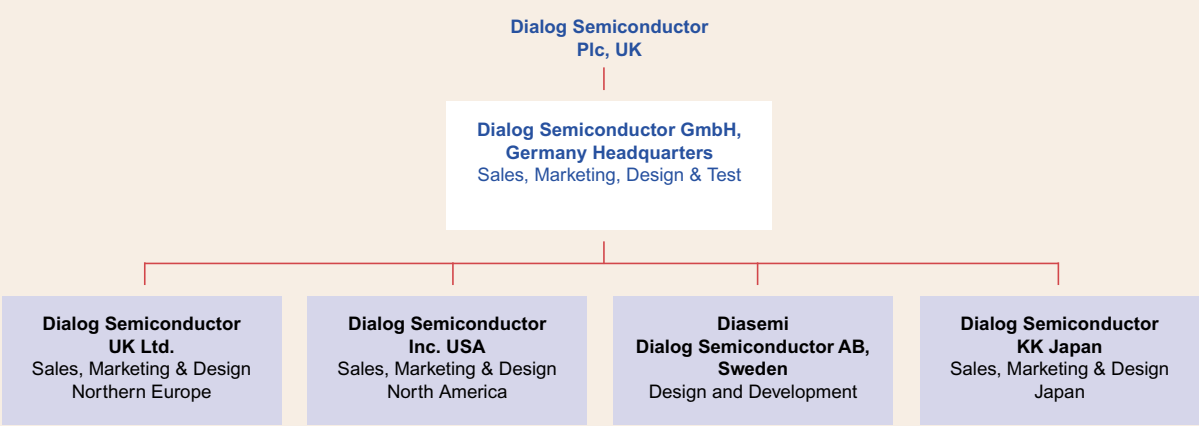 Dialog Semiconductor
Plc, UK
Dialog Semiconductor GmbH,
Germany Headquarters
Sales, Marketing, Design & Test
Dialog Semiconductor
UK Ltd.
Sales, Marketing & Design
Northern Europe
Dialog Semiconductor
Inc. USA
Sales, Marketing & Design
North America
Diasemi
Dialog Semiconductor AB,
Sweden
Design and Development
Dialog Semiconductor
KK Japan
Sales, Marketing & Design
Japan